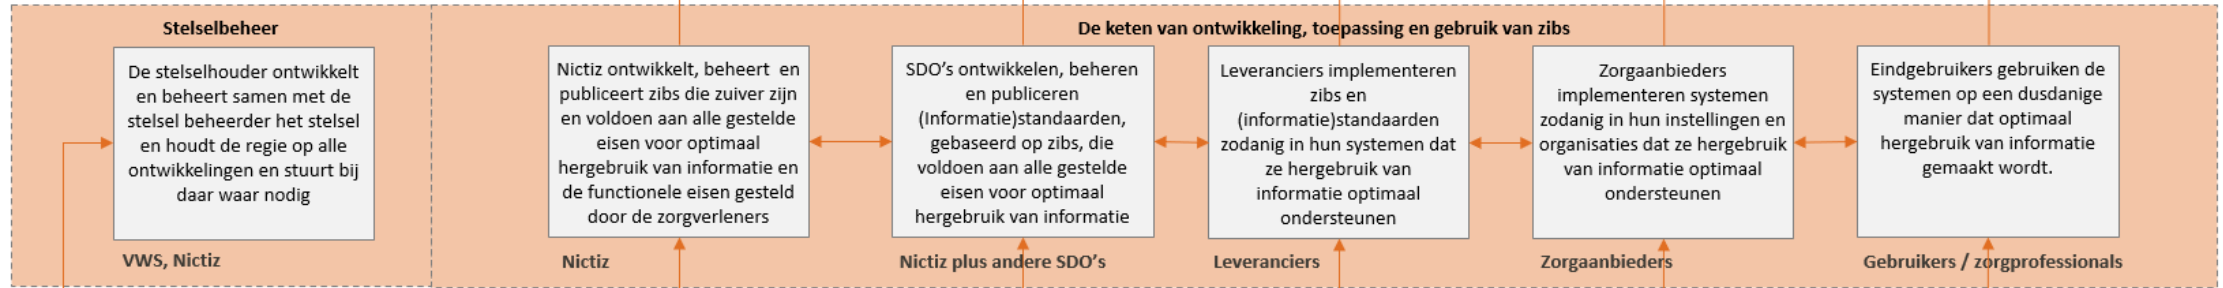 Stelselbeheer
De stelselhouder ontwikkelt
en beheert samen met de
stelsel beheerder het stelsel
en houdt de regie op alle
ontwikkelingen en stuurt bij
daar waar nodig
VWS, Nictiz
De keten van ontwikkeling, toepassing en gebruik van zibs
Nictiz ontwikkelt, beheert en
publiceert zibs die zuiver zijn
en voldoen aan alle gestelde
eisen voor optimaal
hergebruik van informatie en
de functionele eisen gesteld
door de zorgverleners
Nictiz
SDO's ontwikkelen, beheren
en publiceren
(Informatie)standaarden,
gebaseerd op zibs, die
voldoen aan alle gestelde
eisen voor optimaal
hergebruik van informatie
Nictiz plus andere SDO's
Leveranciers implementeren
zibs en
(informatie)standaarden
zodanig in hun systemen dat
ze hergebruik van
informatie optimaal
ondersteunen
Leveranciers
Zorgaanbieders
implementeren systemen
zodanig in hun instellingen en
organisaties dat ze hergebruik
van informatie optimaal
ondersteunen
Zorgaanbieders
Eindgebruikers gebruiken de
systemen op een dusdanige
manier dat optimaal
hergebruik van informatie
gemaakt wordt.
Gebruikers / zorgprofessionals